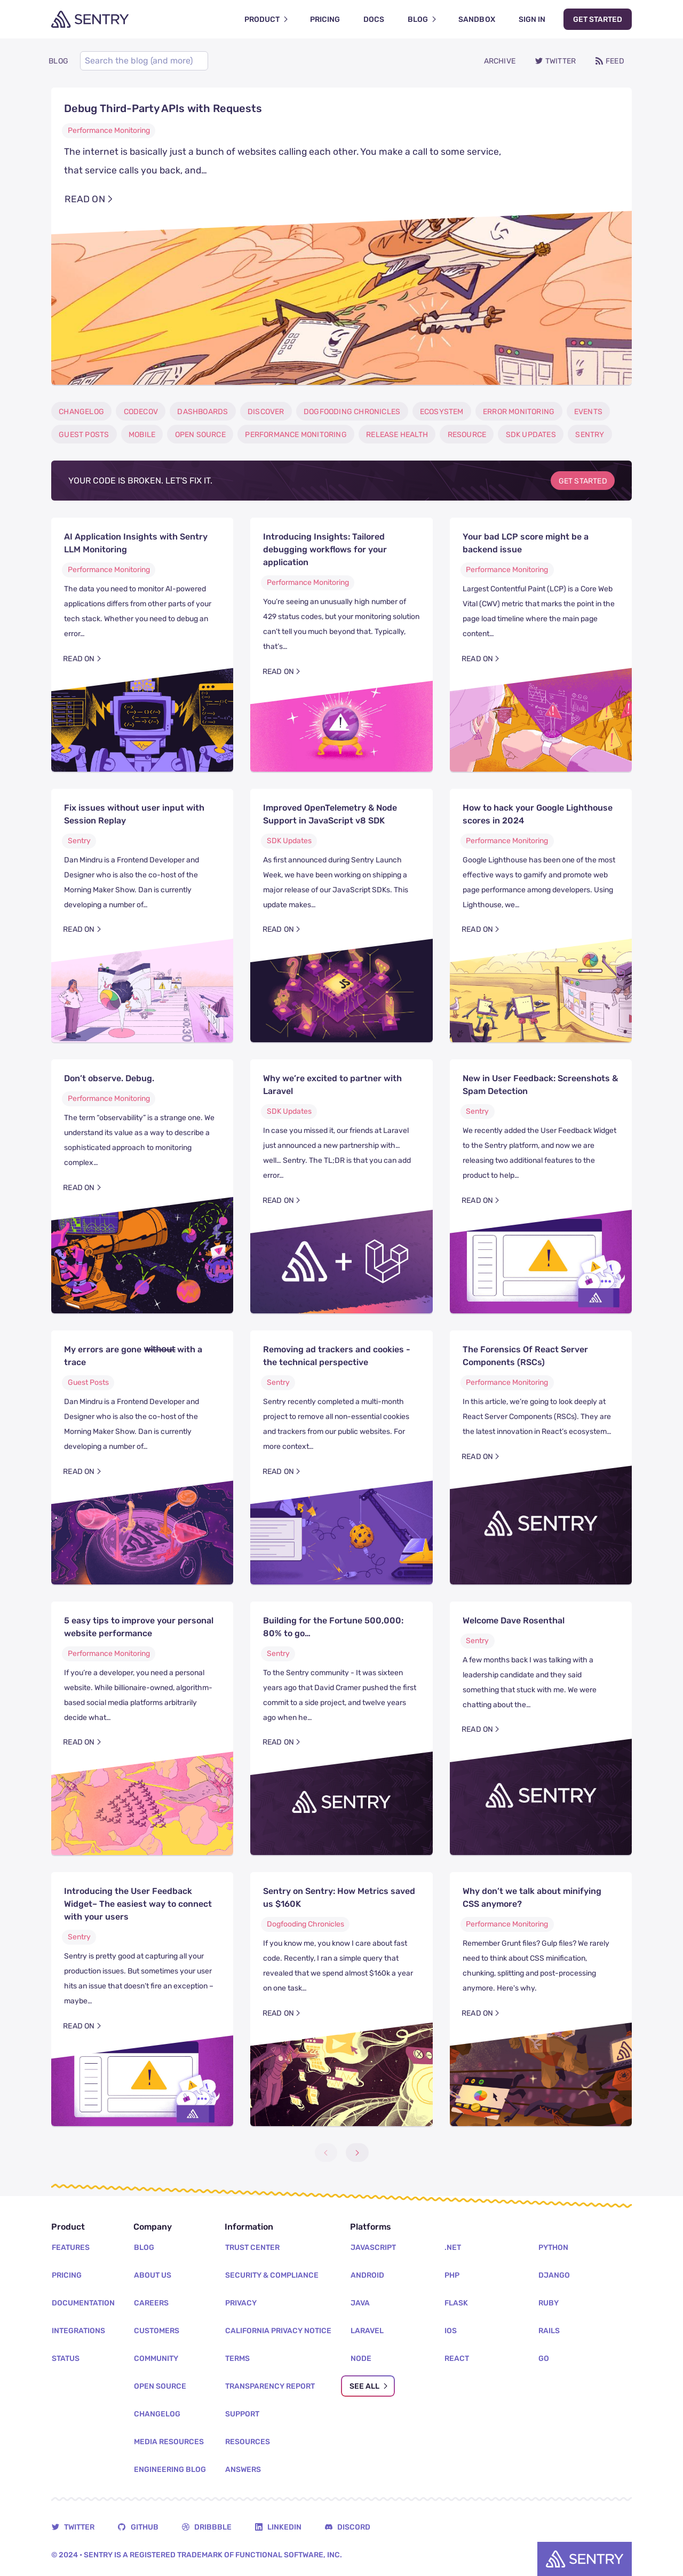 SENTRY
PRODUCT
PRICING
DOCS
BLOG
SANDBOX
SIGN IN
GET STARTED
BLOG
Search the blog (and more)
ARCHIVE
TWITTER
FEED
Debug Third-Party APIs with Requests
Performance Monitoring
The internet is basically just a bunch of websites calling each other. You make a call to some service,
that service calls you back, and…
READ ON
CHANGELOG
CODECOV
DASHBOARDS
DISCOVER
DOGFOODING CHRONICLES
ECOSYSTEM
ERROR MONITORING
EVENTS
GUEST POSTS
MOBILE
OPEN SOURCE
PERFORMANCE MONITORING
RELEASE HEALTH
RESOURCE
SDK UPDATES
SENTRY
YOUR CODE IS BROKEN. LET'S FIX IT.
GET STARTED
AI Application Insights with Sentry
LLM Monitoring
Performance Monitoring
The data you need to monitor AI-powered
applications differs from other parts of your
tech stack. Whether you need to debug an
error…
READ ON
Introducing Insights: Tailored
debugging workflows for your
application
Performance Monitoring
You're seeing an unusually high number of
429 status codes, but your monitoring solution
can't tell you much beyond that. Typically,
that's…
READ ON
Your bad LCP score might be a
backend issue
Performance Monitoring
Largest Contentful Paint (LCP) is a Core Web
Vital (CWV) metric that marks the point in the
page load timeline where the main page
content…
READ ON
Fix issues without user input with
Session Replay
Sentry
Dan Mindru is a Frontend Developer and
Designer who is also the co-host of the
Morning Maker Show. Dan is currently
developing a number of…
READ ON
Improved OpenTelemetry & Node
Support in JavaScript v8 SDK
SDK Updates
As first announced during Sentry Launch
Week, we have been working on shipping a
major release of our JavaScript SDKs. This
update makes…
READ ON
JS
How to hack your Google Lighthouse
scores in 2024
Performance Monitoring
Google Lighthouse has been one of the most
effective ways to gamify and promote web
page performance among developers. Using
Lighthouse, we…
READ ON
Don't observe. Debug.
Performance Monitoring
The term "observability" is a strange one. We
understand its value as a way to describe a
sophisticated approach to monitoring
complex…
READ ON
Why we're excited to partner with
Laravel
SDK Updates
In case you missed it, our friends at Laravel
just announced a new partnership with…
well… Sentry. The TL;DR is that you can add
error…
READ ON
New in User Feedback: Screenshots &
Spam Detection
Sentry
We recently added the User Feedback Widget
to the Sentry platform, and now we are
releasing two additional features to the
product to help…
READ ON
My errors are gone without with a
trace
Guest Posts
Dan Mindru is a Frontend Developer and
Designer who is also the co-host of the
Morning Maker Show. Dan is currently
developing a number of…
READ ON
Removing ad trackers and cookies -
the technical perspective
Sentry
Sentry recently completed a multi-month
project to remove all non-essential cookies
and trackers from our public websites. For
more context…
READ ON
The Forensics Of React Server
Components (RSCs)
Performance Monitoring
In this article, we're going to look deeply at
React Server Components (RSCs). They are
the latest innovation in React's ecosystem…
READ ON
SENTRY
5 easy tips to improve your personal
website performance
Performance Monitoring
If you're a developer, you need a personal
website. While billionaire-owned, algorithm-
based social media platforms arbitrarily
decide what…
READ ON
Building for the Fortune 500,000:
80% to go…
Sentry
To the Sentry community - It was sixteen
years ago that David Cramer pushed the first
commit to a side project, and twelve years
ago when he…
READ ON
SENTRY
Welcome Dave Rosenthal
Sentry
A few months back I was talking with a
leadership candidate and they said
something that stuck with me. We were
chatting about the…
READ ON
SENTRY
Introducing the User Feedback
Widget– The easiest way to connect
with your users
Sentry
Sentry is pretty good at capturing all your
production issues. But sometimes your user
hits an issue that doesn't fire an exception –
maybe…
READ ON
Sentry on Sentry: How Metrics saved
us $160K
Dogfooding Chronicles
If you know me, you know I care about fast
code. Recently, I ran a simple query that
revealed that we spend almost $160k a year
on one task…
READ ON
Why don't we talk about minifying
CSS anymore?
Performance Monitoring
Remember Grunt files? Gulp files? We rarely
need to think about CSS minification,
chunking, splitting and post-processing
anymore. Here's why.
READ ON
Product
FEATURES
PRICING
DOCUMENTATION
INTEGRATIONS
STATUS
Company
BLOG
ABOUT US
CAREERS
CUSTOMERS
COMMUNITY
OPEN SOURCE
CHANGELOG
MEDIA RESOURCES
ENGINEERING BLOG
Information
TRUST CENTER
SECURITY & COMPLIANCE
PRIVACY
CALIFORNIA PRIVACY NOTICE
TERMS
TRANSPARENCY REPORT
SUPPORT
RESOURCES
ANSWERS
Platforms
JAVASCRIPT
ANDROID
JAVA
LARAVEL
NODE
SEE ALL
.NET
PHP
FLASK
IOS
REACT
PYTHON
DJANGO
RUBY
RAILS
GO
TWITTER
GITHUB
DRIBBBLE
LINKEDIN
DISCORD
© 2024 • SENTRY IS A REGISTERED TRADEMARK OF FUNCTIONAL SOFTWARE, INC.
SENTRY